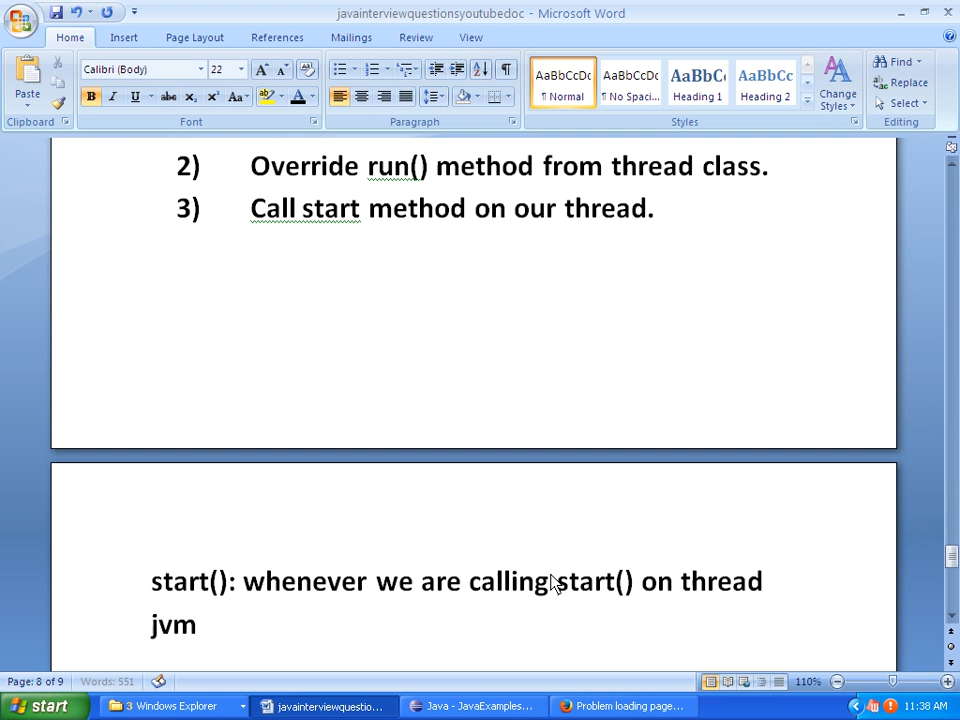 javainterviewquestionsyoutubedoc - Microsoft Word
Home Insert Page Layout References Mailings Review View
Paste
Clipboard
Calibri (Body) 22
B I U abc X₂ X² Aa
Font
Paragraph
AaBbCcDc AaBbCcDc AaBbC AaBbCc
¶ Normal ¶ No Spaci... Heading 1 Heading 2
Change Styles
Styles
Find
Replace
Select
Editing
2) Override run() method from thread class.
3) Call start method on our thread.
start(): whenever we are calling start() on thread
jvm
Page: 8 of 9 Words: 551 110%
start 3 Windows Explorer javainterviewquestio... Java - JavaExamples... Problem loading page... 11:38 AM